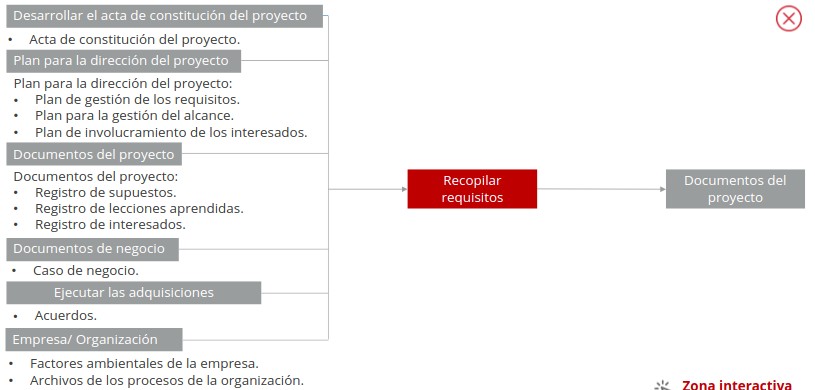 Desarrollar el acta de constitución del proyecto
• Acta de constitución del proyecto.
Plan para la dirección del proyecto
Plan para la dirección del proyecto:
• Plan de gestión de los requisitos.
• Plan para la gestión del alcance.
• Plan de involucramiento de los interesados.
Documentos del proyecto
Documentos del proyecto:
• Registro de supuestos.
• Registro de lecciones aprendidas.
• Registro de interesados.
Documentos de negocio
• Caso de negocio.
Ejecutar las adquisiciones
• Acuerdos.
Empresa/ Organización
• Factores ambientales de la empresa.
• Archivos de los procesos de la organización.
Recopilar
requisitos
Documentos del
proyecto
Zona interactiva